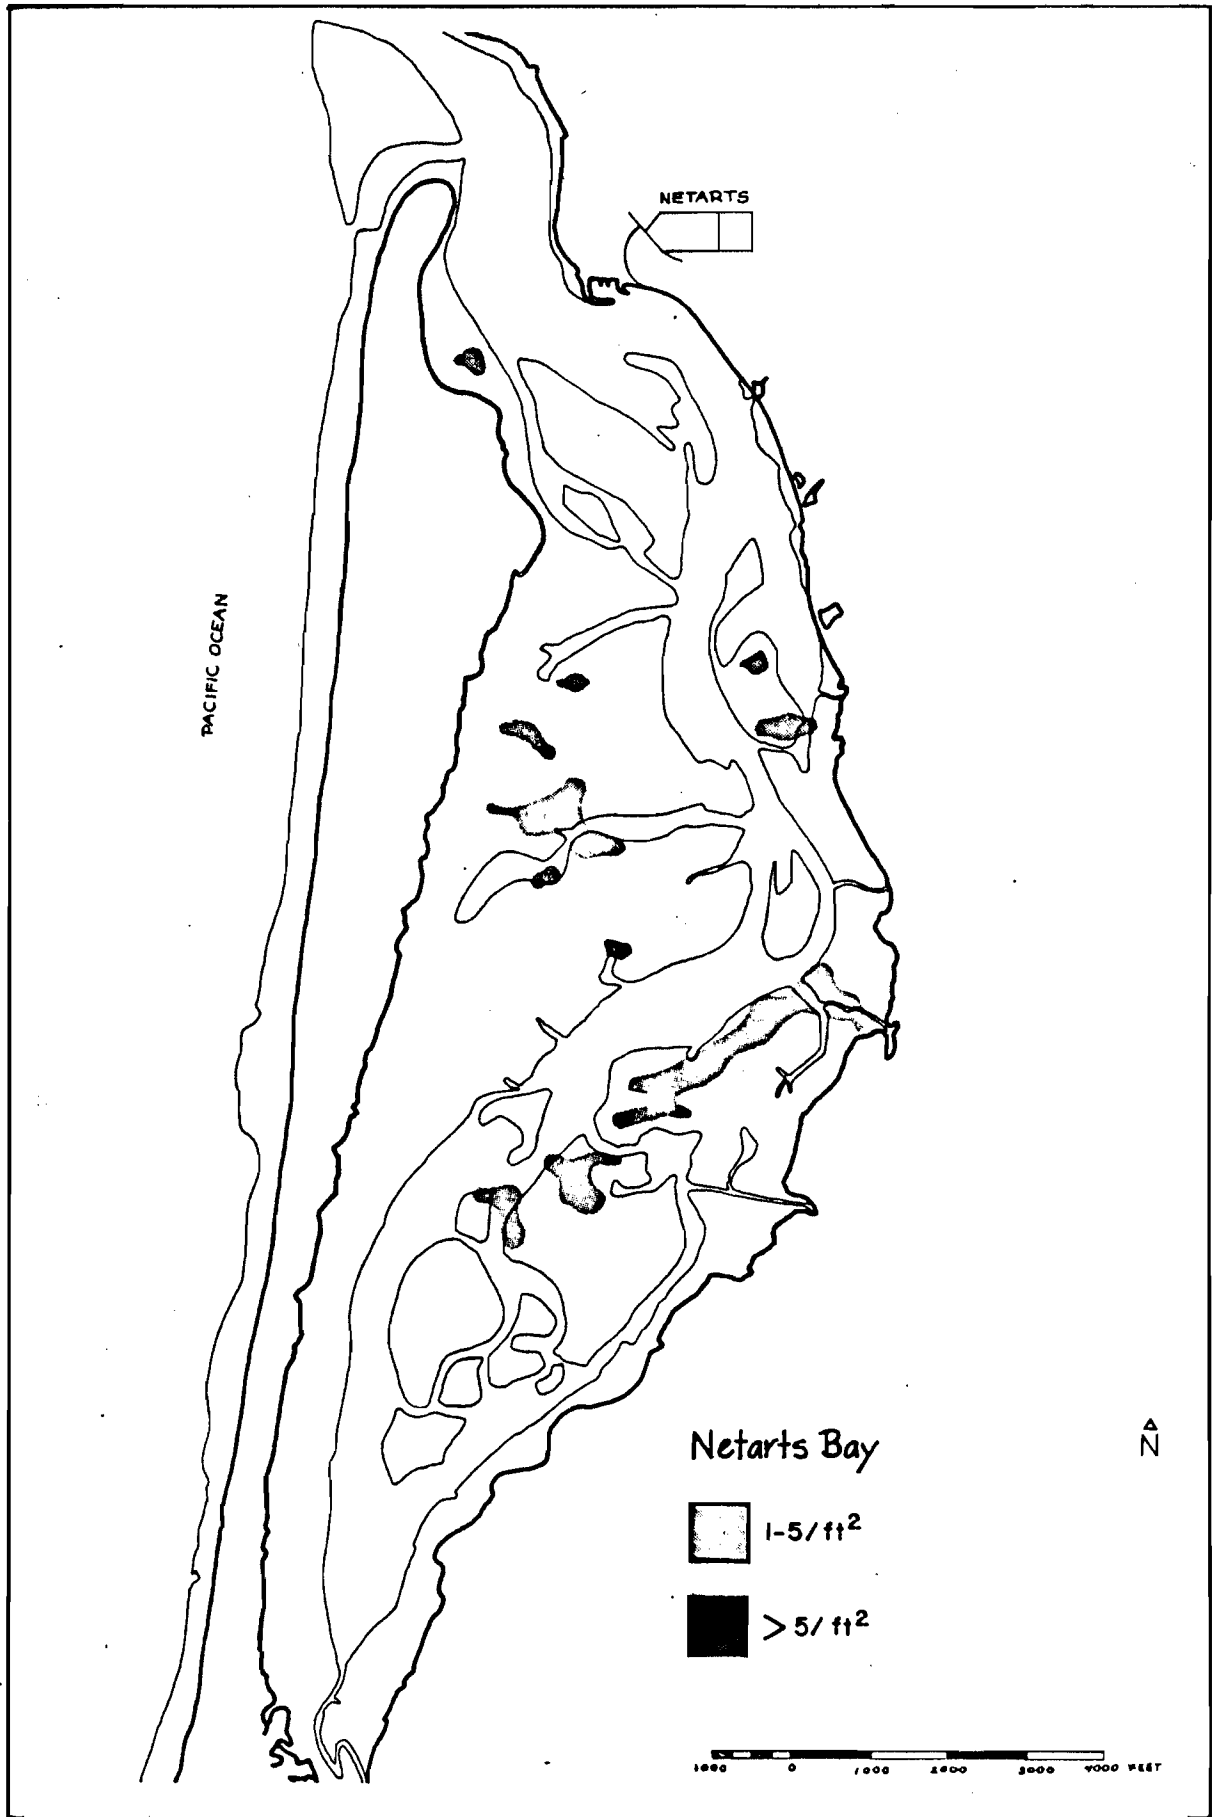 NETARTS
PACIFIC OCEAN
Netarts Bay
N
1-5/ft²
>5/ft²
1000 0 1000 2000 3000 4000 FEET